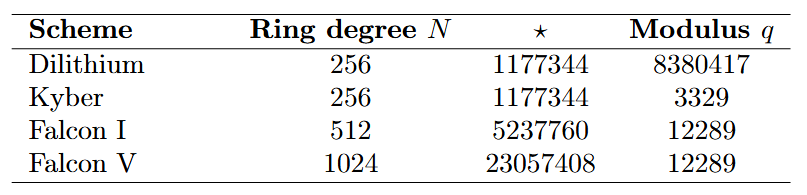 Scheme Ring degree N ⋆ Modulus q
Dilithium 256 1177344 8380417
Kyber 256 1177344 3329
Falcon I 512 5237760 12289
Falcon V 1024 23057408 12289